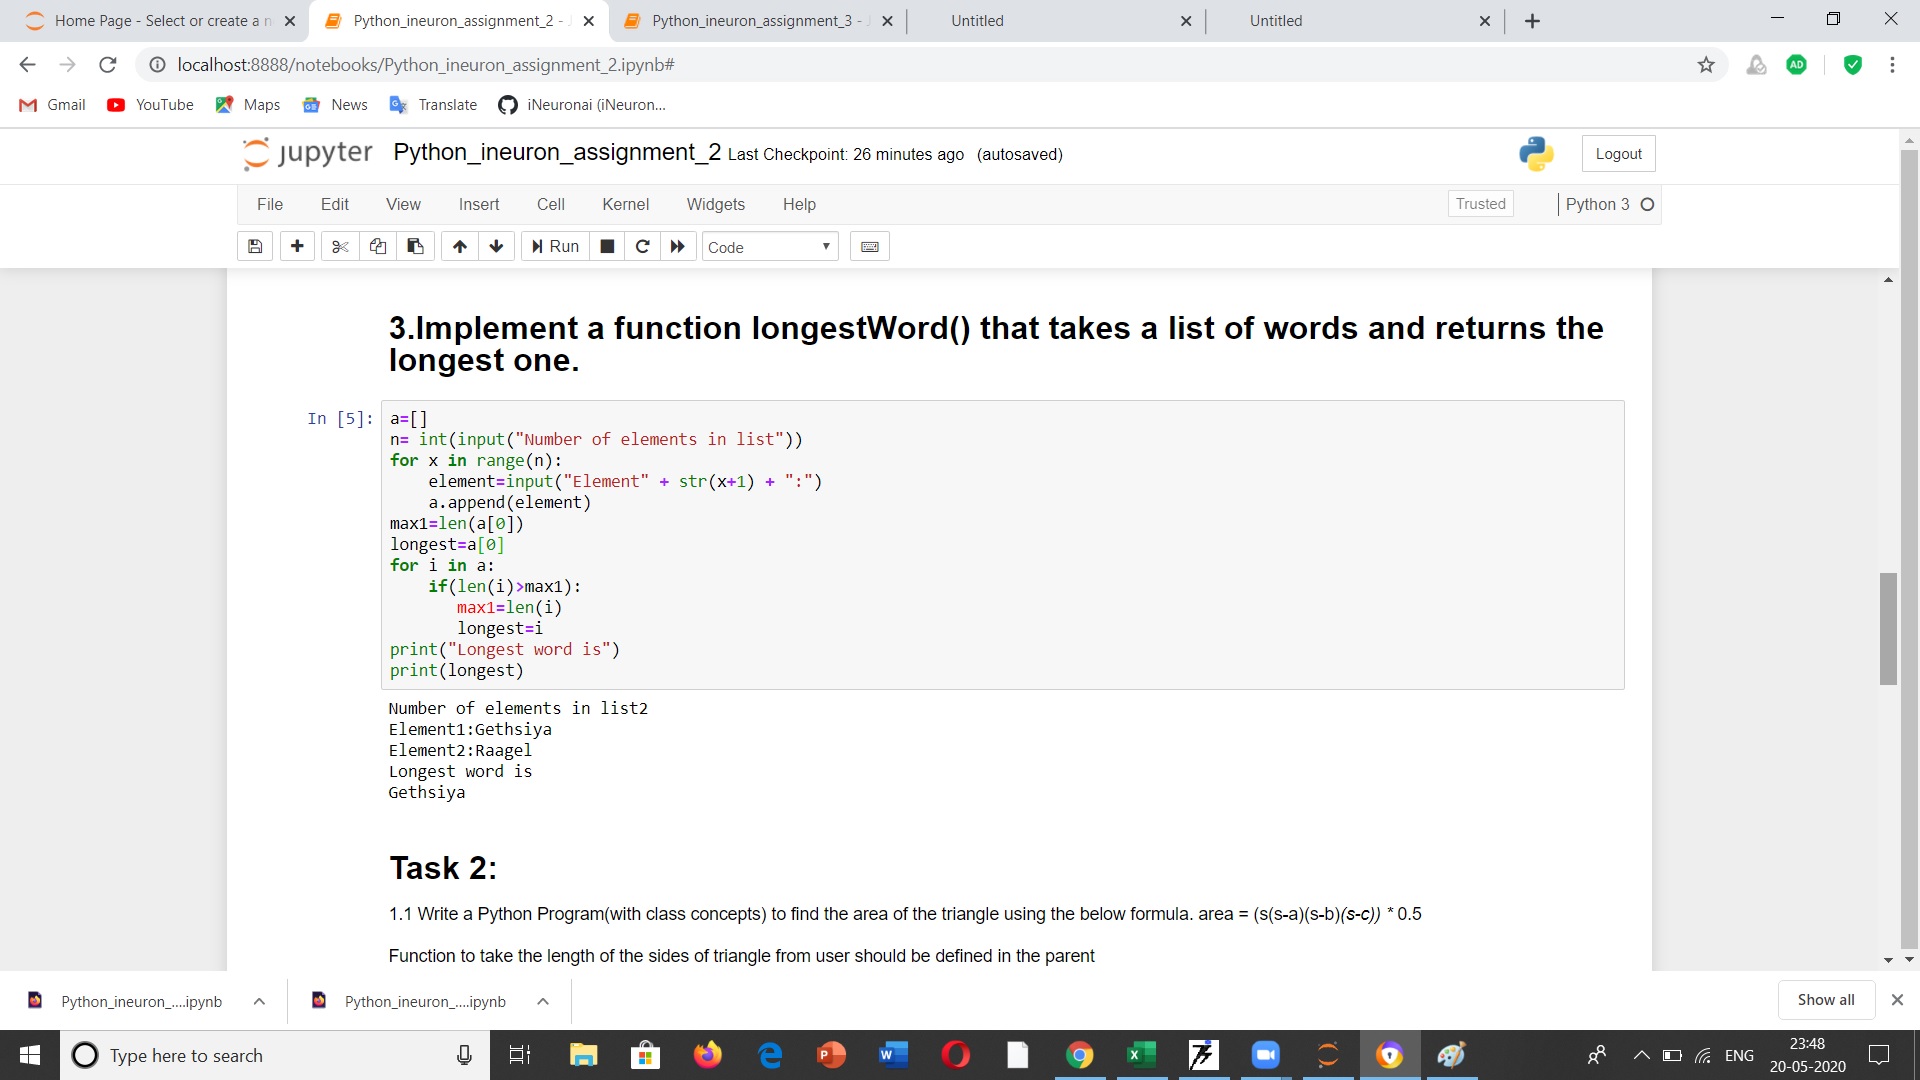 Home Page - Select or create a n
Python_ineuron_assignment_2 - J
Python_ineuron_assignment_3 - J
Untitled
Untitled
localhost:8888/notebooks/Python_ineuron_assignment_2.ipynb#
AD
Gmail
YouTube
Maps
News
Translate
iNeuronai (iNeuron...
jupyter Python_ineuron_assignment_2 Last Checkpoint: 26 minutes ago (autosaved)
Logout
File Edit View Insert Cell Kernel Widgets Help
Trusted
Python 3
Run
Code
3.Implement a function longestWord() that takes a list of words and returns the
longest one.
In [5]:
a=[]
n= int(input("Number of elements in list"))
for x in range(n):
    element=input("Element" + str(x+1) + ":")
    a.append(element)
max1=len(a[0])
longest=a[0]
for i in a:
    if(len(i)>max1):
       max1=len(i)
       longest=i
print("Longest word is")
print(longest)
Number of elements in list2
Element1:Gethsiya
Element2:Raagel
Longest word is
Gethsiya
Task 2:
1.1 Write a Python Program(with class concepts) to find the area of the triangle using the below formula. area = (s(s-a)(s-b)(s-c)) * 0.5
Function to take the length of the sides of triangle from user should be defined in the parent
Python_ineuron_....ipynb
Python_ineuron_....ipynb
Show all
Type here to search
ENG
23:48
20-05-2020